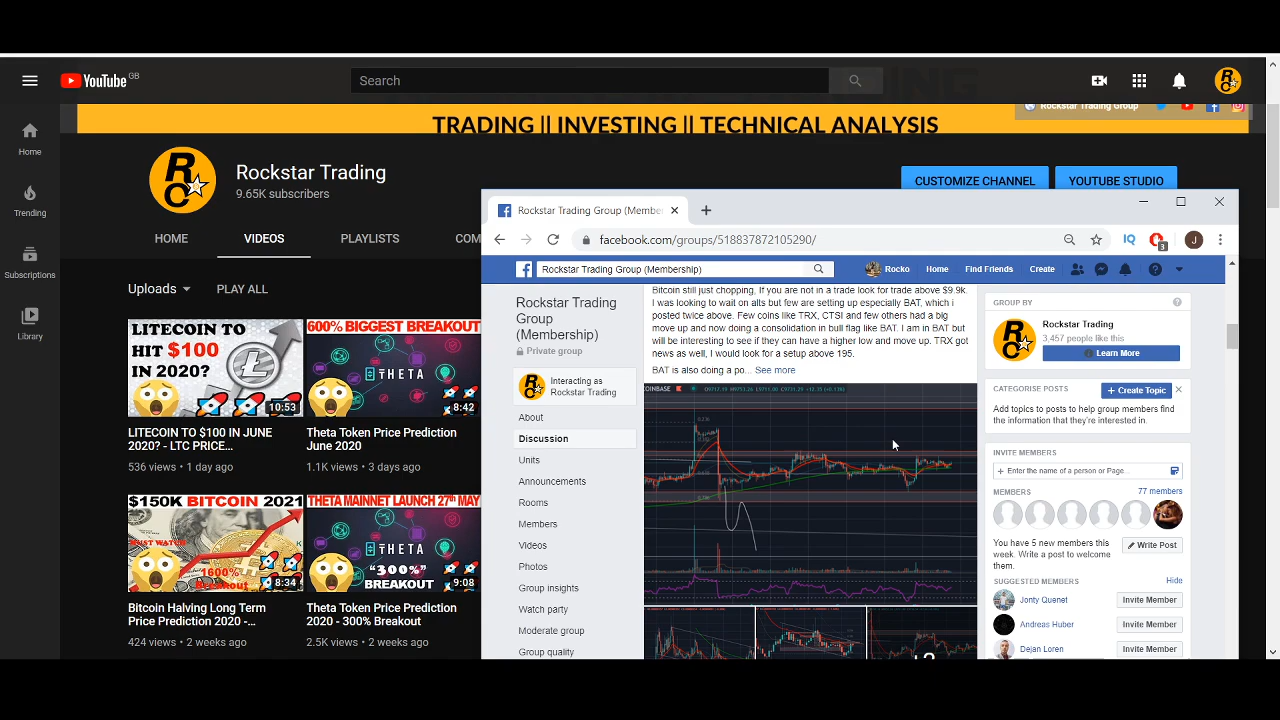 YouTube GB
Search
Rockstar Trading Group
TRADING || INVESTING || TECHNICAL ANALYSIS
Home
Trending
Subscriptions
Library
Rockstar Trading
9.65K subscribers
CUSTOMIZE CHANNEL
YOUTUBE STUDIO
HOME
VIDEOS
PLAYLISTS
COM
Uploads
PLAY ALL
LITECOIN TO
HIT $100
IN 2020?
10:53
LITECOIN TO $100 IN JUNE
2020? - LTC PRICE...
536 views • 1 day ago
600% BIGGEST BREAKOUT
THETA
8:42
Theta Token Price Prediction
June 2020
1.1K views • 3 days ago
$150K BITCOIN 2021
JUST WATCH
1600%
Breakout
8:34
Bitcoin Halving Long Term
Price Prediction 2020 -...
424 views • 2 weeks ago
THETA MAINNET LAUNCH 27th MAY
THETA
"300%"
BREAKOUT
9:08
Theta Token Price Prediction
2020 - 300% Breakout
2.5K views • 2 weeks ago
Rockstar Trading Group (Membe
facebook.com/groups/518837872105290/
3
J
Rockstar Trading Group (Membership)
Rocko
Home
Find Friends
Create
Rockstar Trading
Group
(Membership)
Private group
Interacting as
Rockstar Trading
About
Discussion
Units
Announcements
Rooms
Members
Videos
Photos
Group insights
Watch party
Moderate group
Group quality
Bitcoin still just chopping, If you are not in a trade look for trade above $9.9k.
I was looking to wait on alts but few are setting up especially BAT, which i
posted twice above. Few coins like TRX, CTSI and few others had a big
move up and now doing a consolidation in bull flag like BAT. I am in BAT but
will be interesting to see if they can have a higher low and move up. TRX got
news as well, I would look for a setup above 195.
BAT is also doing a po... See more
COINBASE
GROUP BY
Rockstar Trading
3,457 people like this
Learn More
CATEGORISE POSTS
+ Create Topic
Add topics to posts to help group members find
the information that they're interested in.
INVITE MEMBERS
+ Enter the name of a person or Page...
MEMBERS
77 members
You have 5 new members this
week. Write a post to welcome
them.
Write Post
SUGGESTED MEMBERS
Hide
Jonty Quenet
Invite Member
Andreas Huber
Invite Member
Dejan Loren
Invite Member